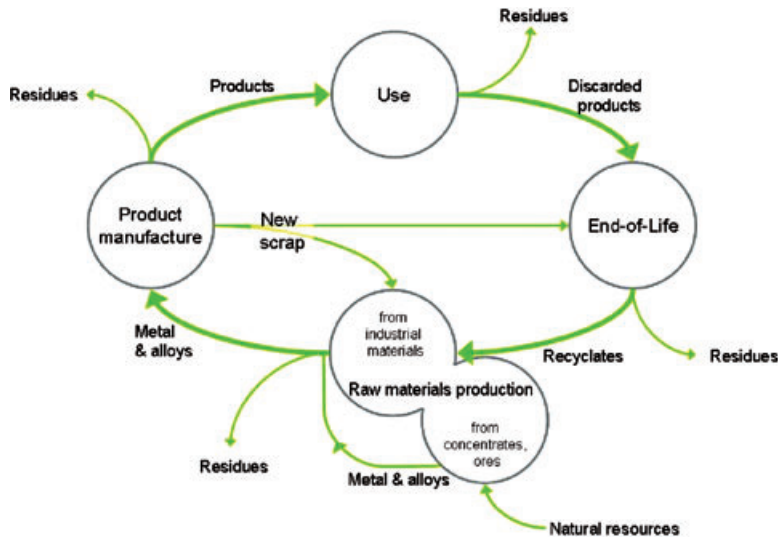 Residues
Products
Use
Discarded
products
Residues
Product
manufacture
New
scrap
End-of-Life
from
industrial
materials
Metal
& alloys
Recyclates
Residues
Raw materials production
from
concentrates,
ores
Residues
Metal & alloys
Natural resources